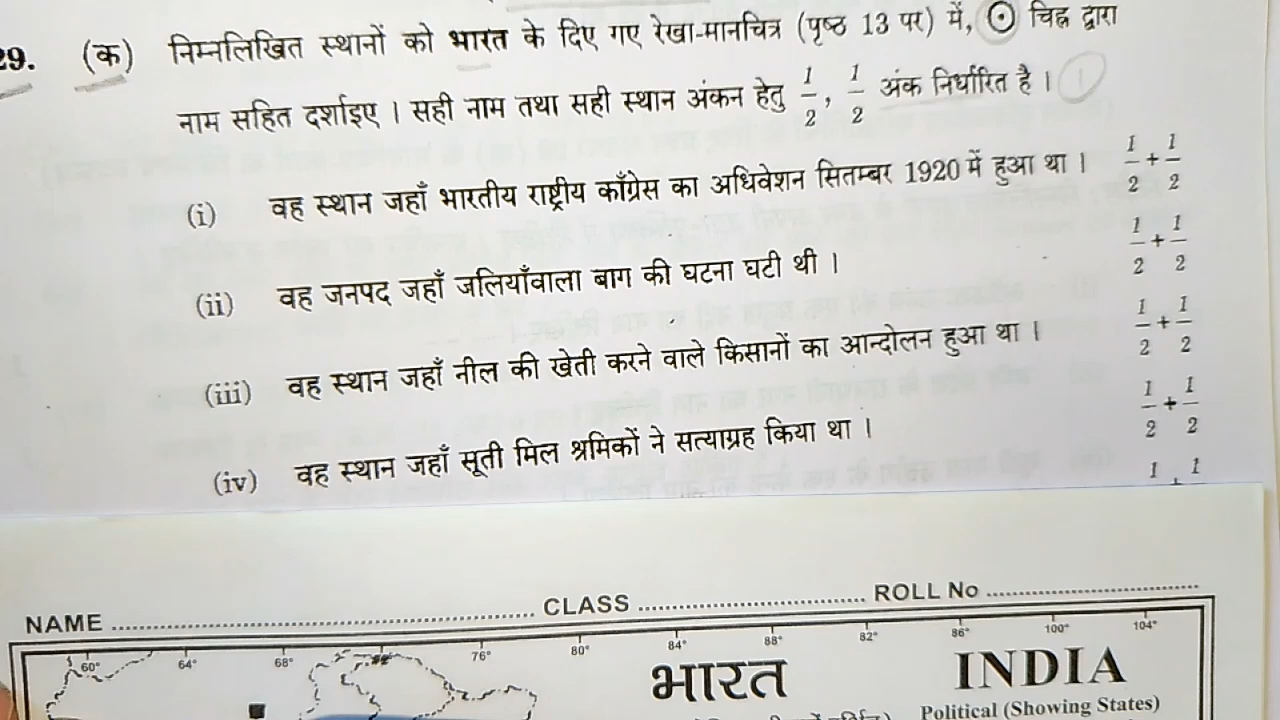 29. (क) निम्नलिखित स्थानों को भारत के दिए गए रेखा-मानचित्र (पृष्ठ 13 पर) में, ⊙ चिह्न द्वारा
नाम सहित दर्शाइए । सही नाम तथा सही स्थान अंकन हेतु 1/2, 1/2 अंक निर्धारित है ।
(i) वह स्थान जहाँ भारतीय राष्ट्रीय काँग्रेस का अधिवेशन सितम्बर 1920 में हुआ था । 1/2 + 1/2
(ii) वह जनपद जहाँ जलियाँवाला बाग की घटना घटी थी । 1/2 + 1/2
(iii) वह स्थान जहाँ नील की खेती करने वाले किसानों का आन्दोलन हुआ था । 1/2 + 1/2
(iv) वह स्थान जहाँ सूती मिल श्रमिकों ने सत्याग्रह किया था । 1/2 + 1/2
1 + 1
NAME ........ CLASS ........ ROLL No ........
60° 64° 68° 76° 80° 84° 88° 82° 86° 100° 104°
भारत INDIA
Political (Showing States)